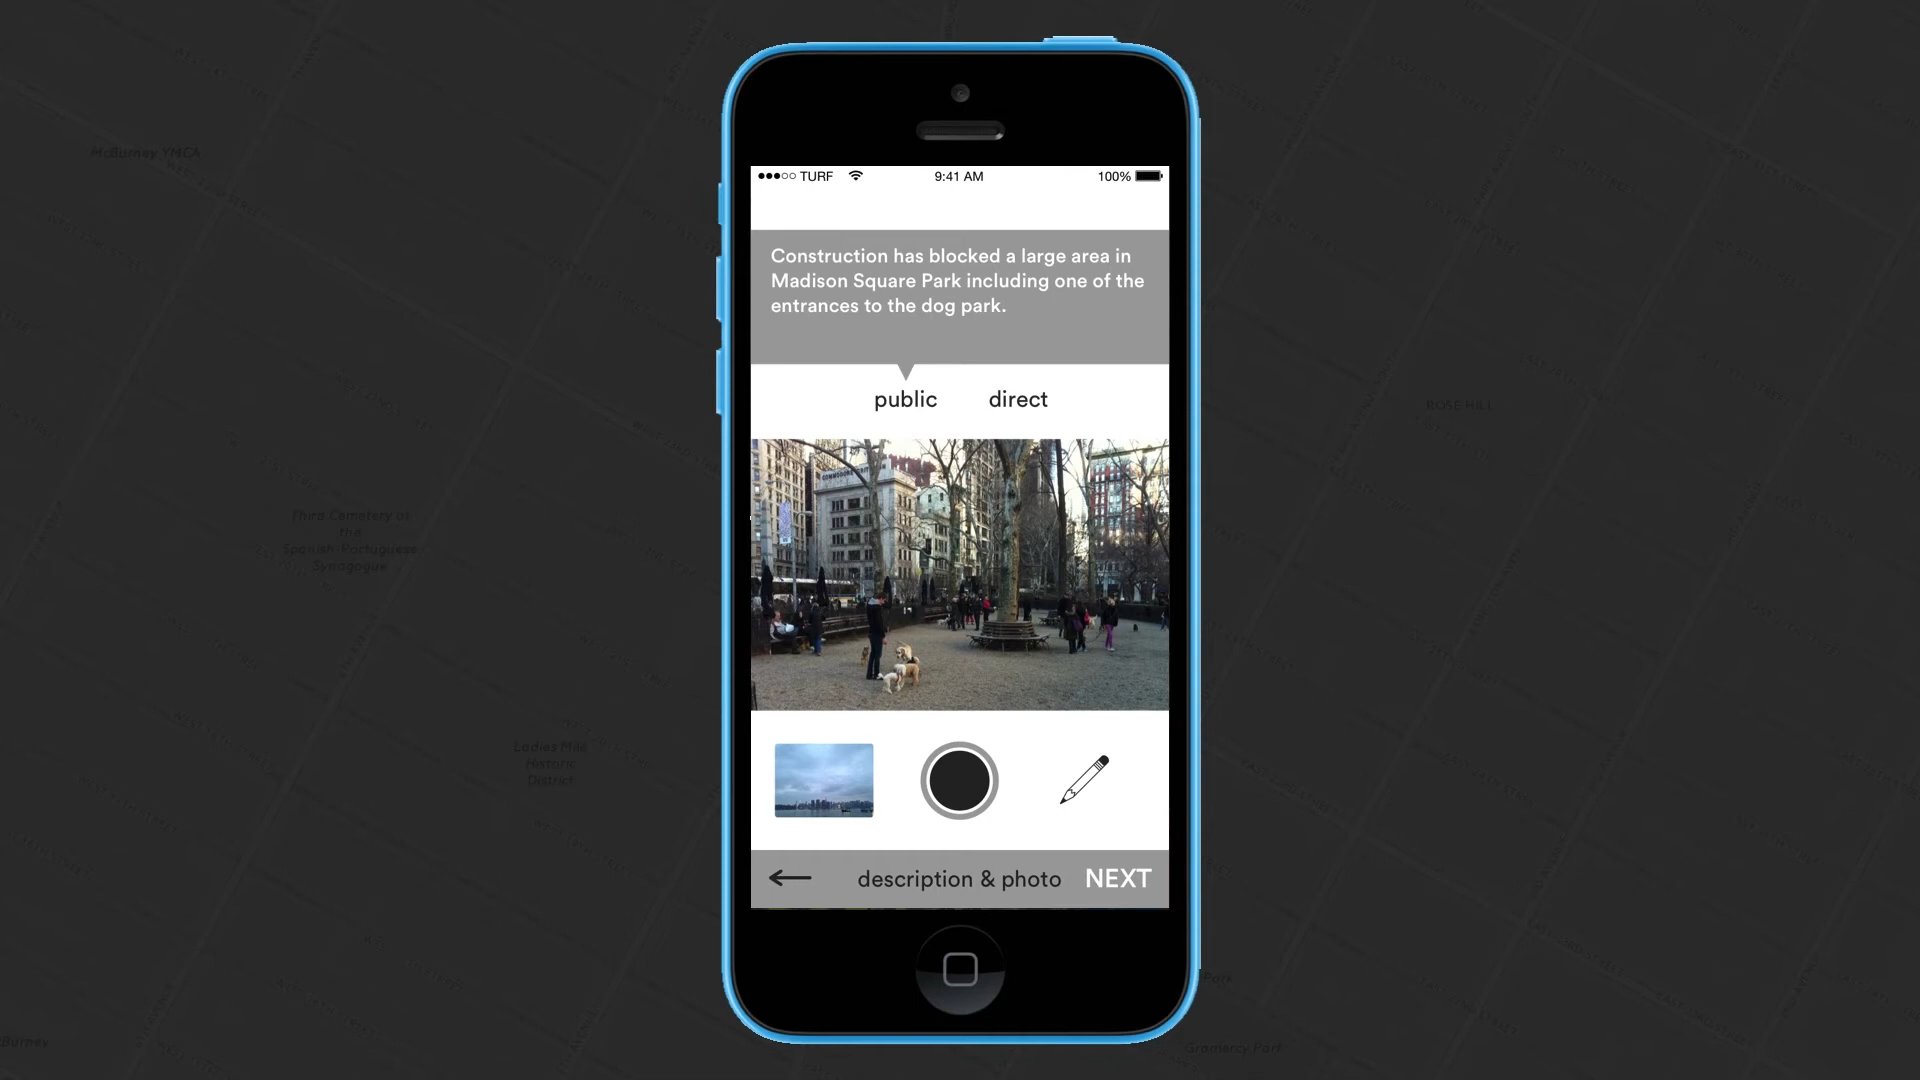 TURF
9:41 AM
100%
Construction has blocked a large area in
Madison Square Park including one of the
entrances to the dog park.
public direct
description & photo NEXT
McBurney YMCA
ROSE HILL
Third Cemetery of
the
Spanish-Portuguese
Synagogue
Ladies Mile
Historic
District
Park
Burney
Gramercy Park